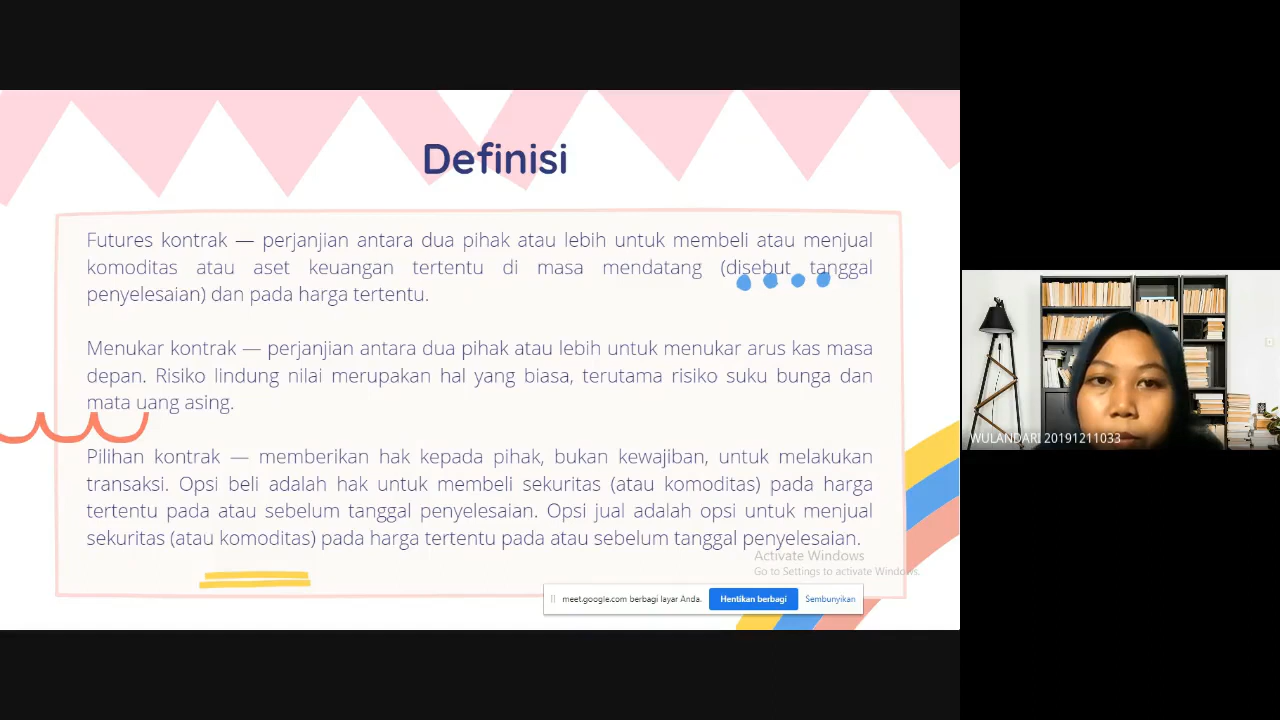 Definisi
Futures kontrak — perjanjian antara dua pihak atau lebih untuk membeli atau menjual
komoditas atau aset keuangan tertentu di masa mendatang (disebut tanggal
penyelesaian) dan pada harga tertentu.
Menukar kontrak — perjanjian antara dua pihak atau lebih untuk menukar arus kas masa
depan. Risiko lindung nilai merupakan hal yang biasa, terutama risiko suku bunga dan
mata uang asing.
Pilihan kontrak — memberikan hak kepada pihak, bukan kewajiban, untuk melakukan
transaksi. Opsi beli adalah hak untuk membeli sekuritas (atau komoditas) pada harga
tertentu pada atau sebelum tanggal penyelesaian. Opsi jual adalah opsi untuk menjual
sekuritas (atau komoditas) pada harga tertentu pada atau sebelum tanggal penyelesaian.
Activate Windows
Go to Settings to activate Windows.
meet.google.com berbagi layar Anda.
Hentikan berbagi
Sembunyikan
WULANDARI 20191211033